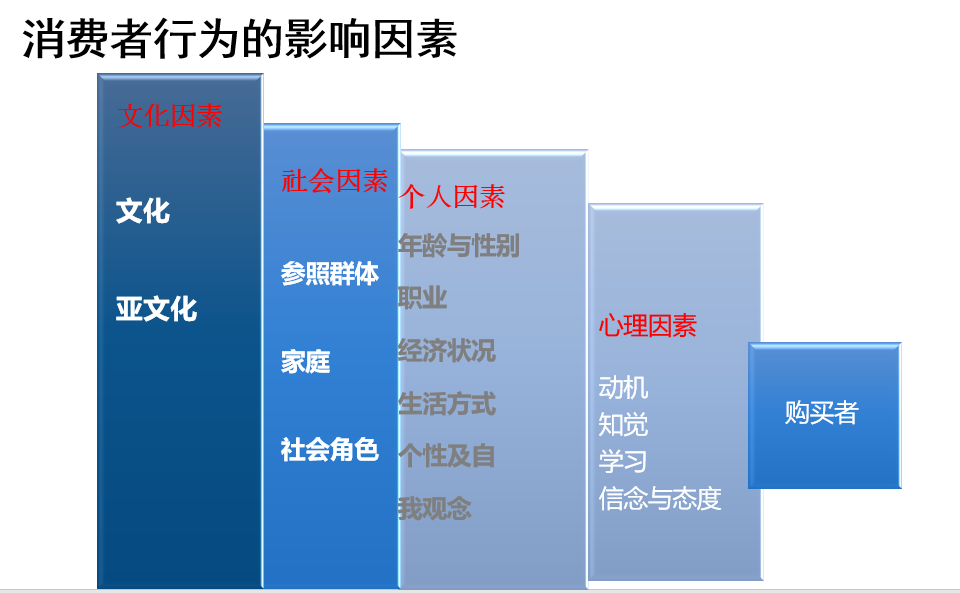 消费者行为的影响因素
文化因素
文化
亚文化
社会因素
参照群体
家庭
社会角色
个人因素
年龄与性别
职业
经济状况
生活方式
个性及自
我观念
心理因素
动机
知觉
学习
信念与态度
购买者